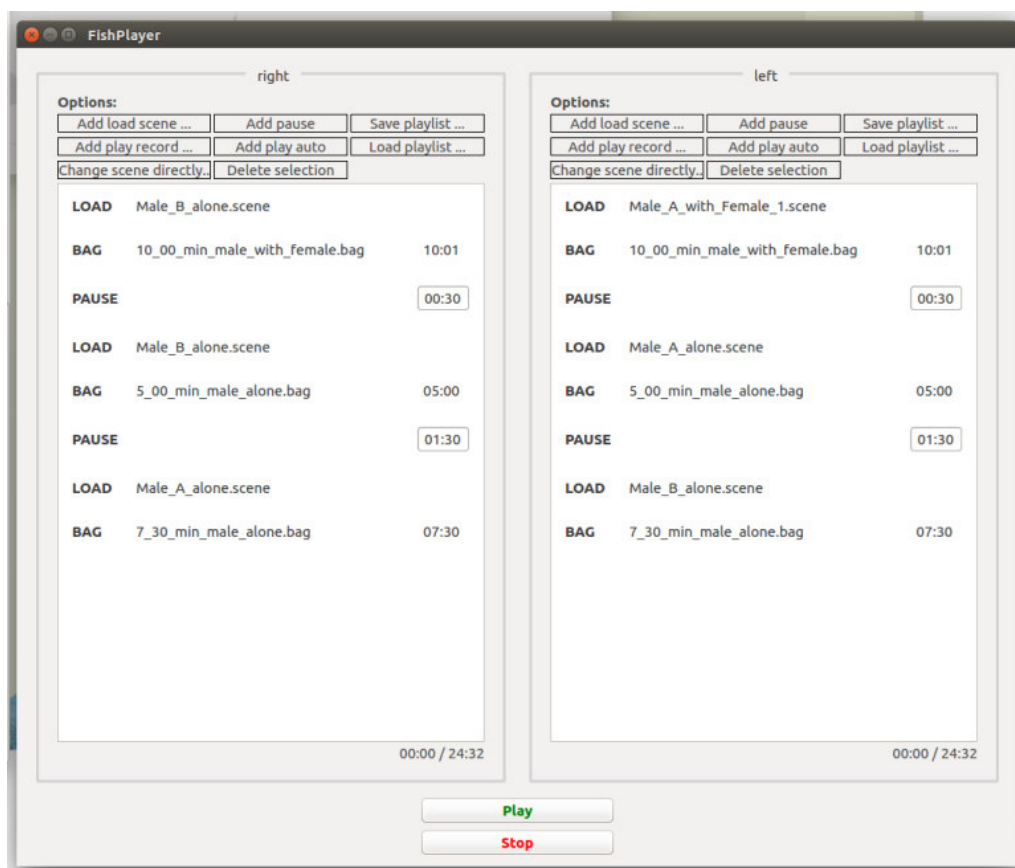 FishPlayer
right
Options:
Add load scene ... Add pause Save playlist ...
Add play record ... Add play auto Load playlist ...
Change scene directly.. Delete selection
LOAD Male_B_alone.scene
BAG 10_00_min_male_with_female.bag 10:01
PAUSE 00:30
LOAD Male_B_alone.scene
BAG 5_00_min_male_alone.bag 05:00
PAUSE 01:30
LOAD Male_A_alone.scene
BAG 7_30_min_male_alone.bag 07:30
00:00 / 24:32
left
Options:
Add load scene ... Add pause Save playlist ...
Add play record ... Add play auto Load playlist ...
Change scene directly.. Delete selection
LOAD Male_A_with_Female_1.scene
BAG 10_00_min_male_with_female.bag 10:01
PAUSE 00:30
LOAD Male_A_alone.scene
BAG 5_00_min_male_alone.bag 05:00
PAUSE 01:30
LOAD Male_B_alone.scene
BAG 7_30_min_male_alone.bag 07:30
00:00 / 24:32
Play
Stop